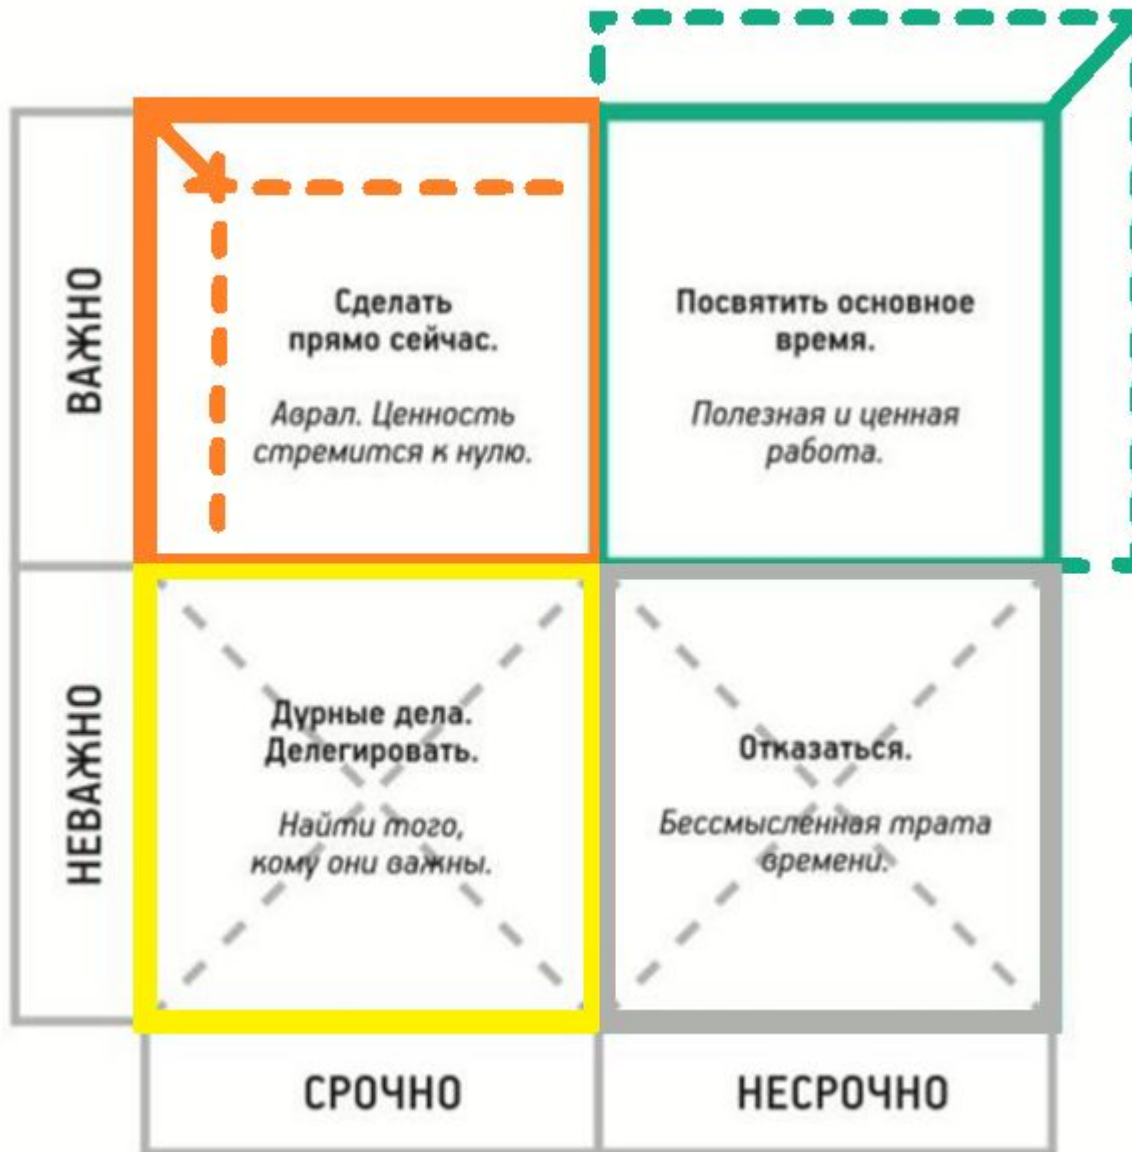 ВАЖНО
Сделать
прямо сейчас.
Аврал. Ценность
стремится к нулю.
Посвятить основное
время.
Полезная и ценная
работа.
НЕВАЖНО
Дурные дела.
Делегировать.
Найти того,
кому они важны.
Отказаться.
Бессмысленная трата
времени.
СРОЧНО
НЕСРОЧНО